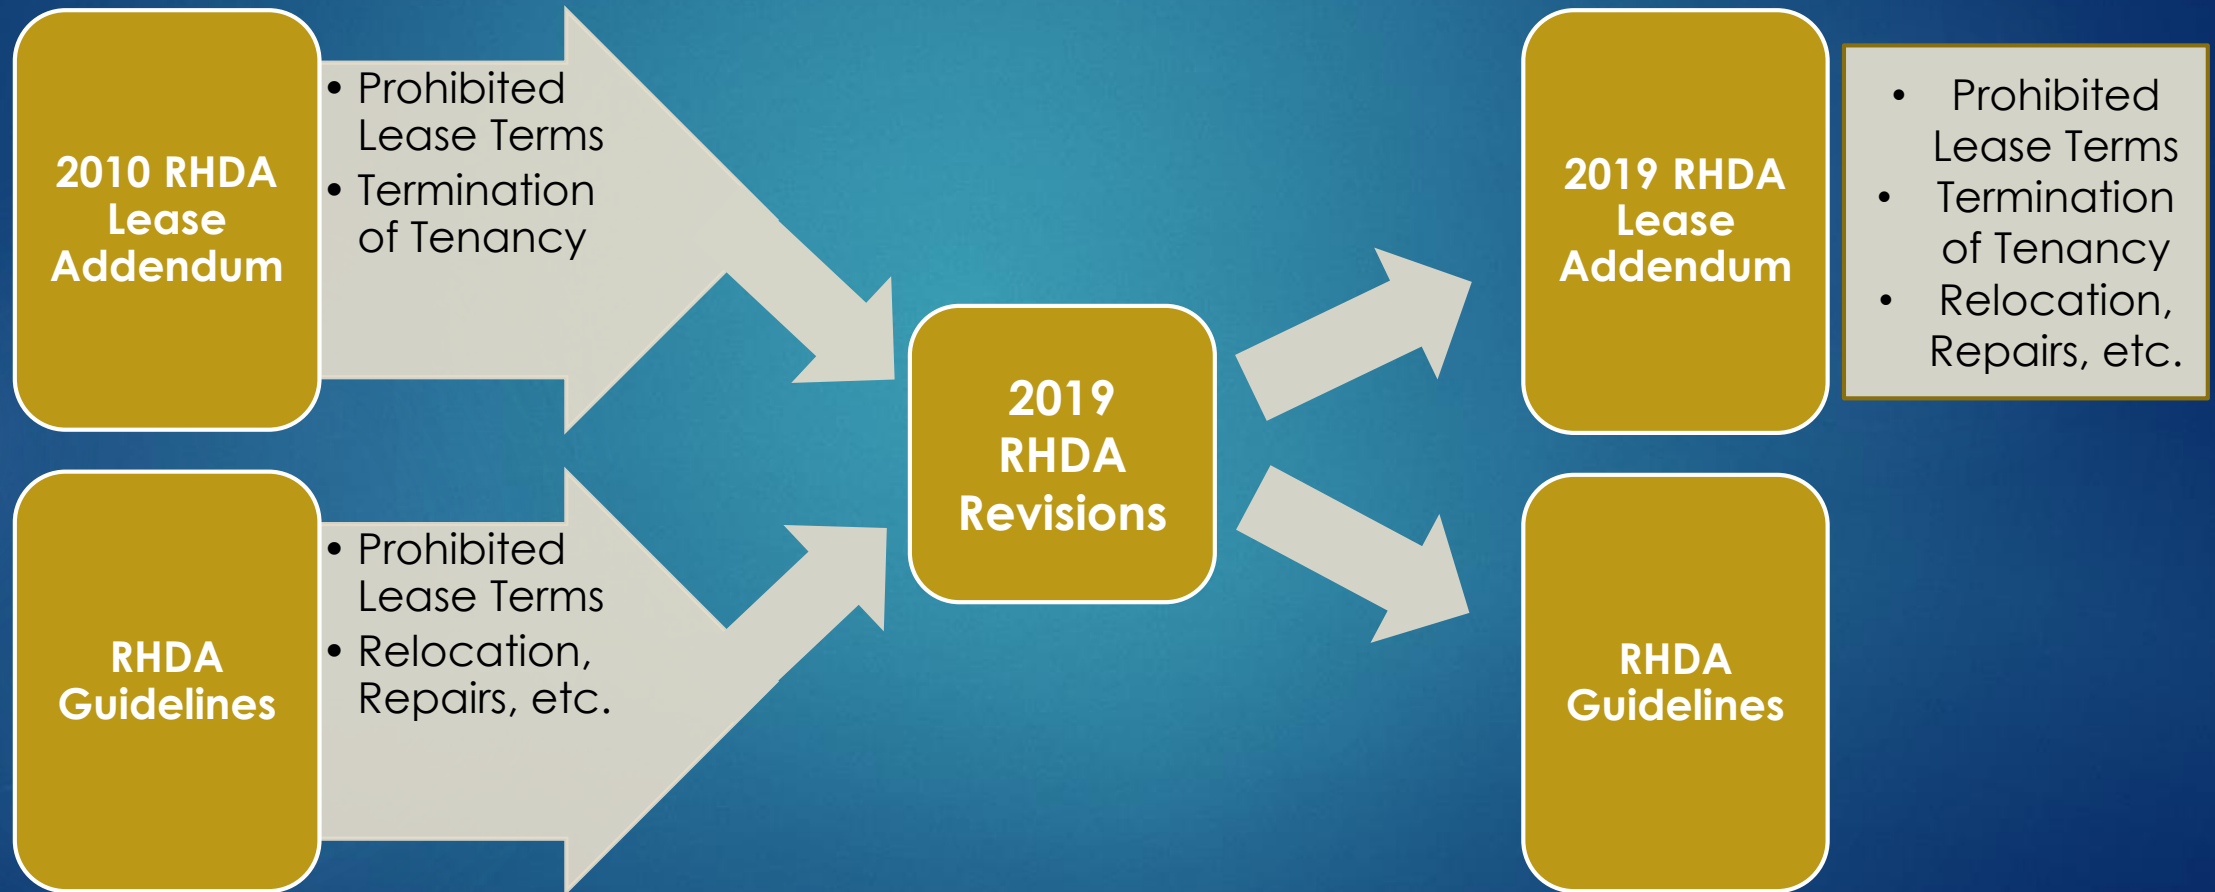 2010 RHDA
Lease
Addendum
• Prohibited
Lease Terms
• Termination
of Tenancy
RHDA
Guidelines
• Prohibited
Lease Terms
• Relocation,
Repairs, etc.
2019
RHDA
Revisions
2019 RHDA
Lease
Addendum
• Prohibited
Lease Terms
• Termination
of Tenancy
• Relocation,
Repairs, etc.
RHDA
Guidelines